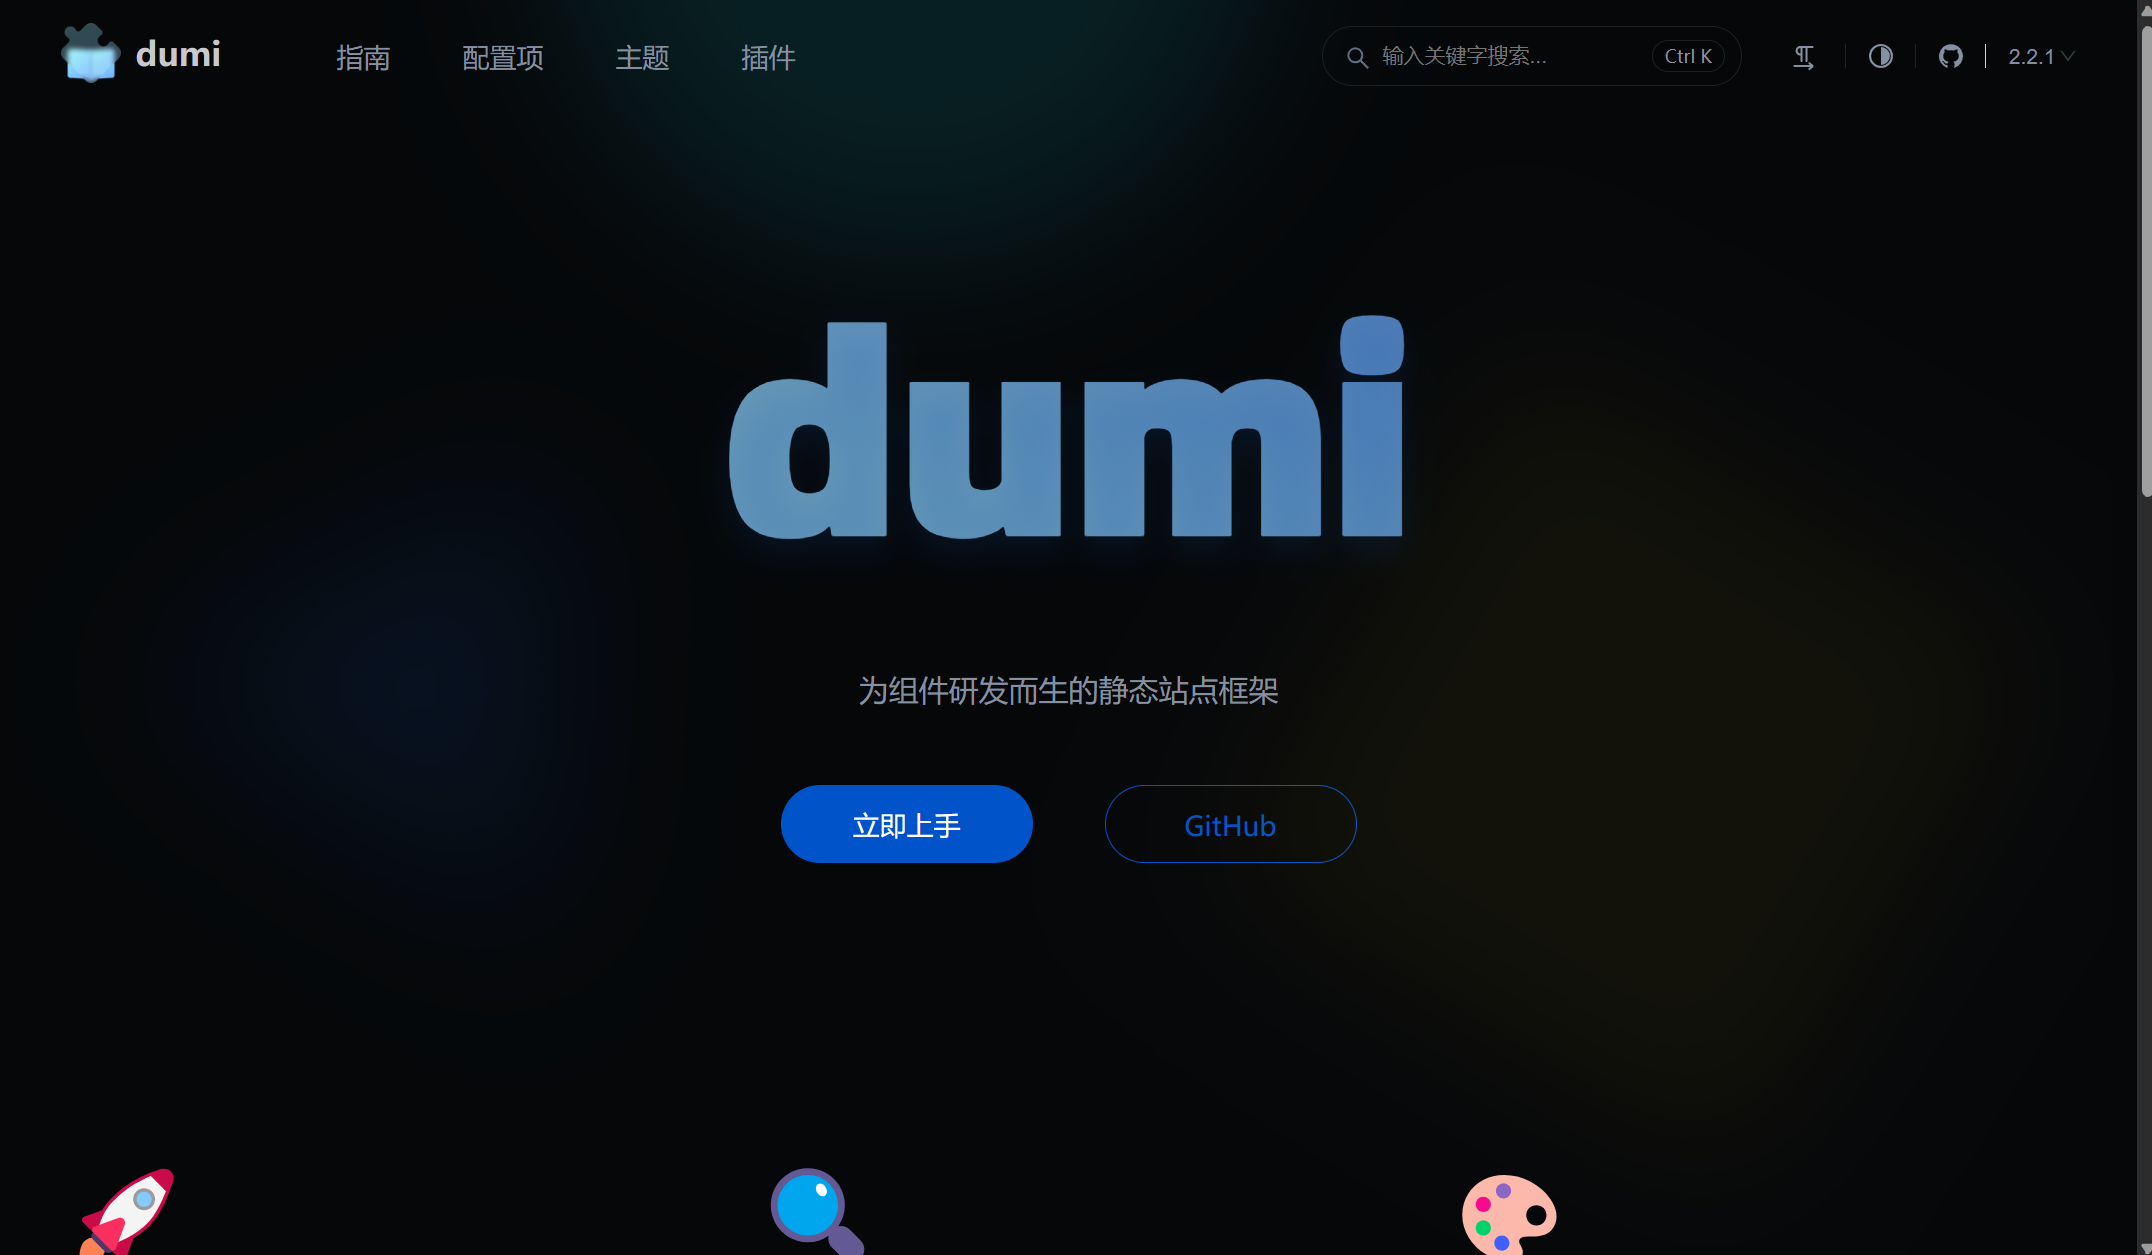 dumi
指南 配置项 主题 插件
输入关键字搜索... Ctrl K
2.2.1
dumi
为组件研发而生的静态站点框架
立即上手 GitHub